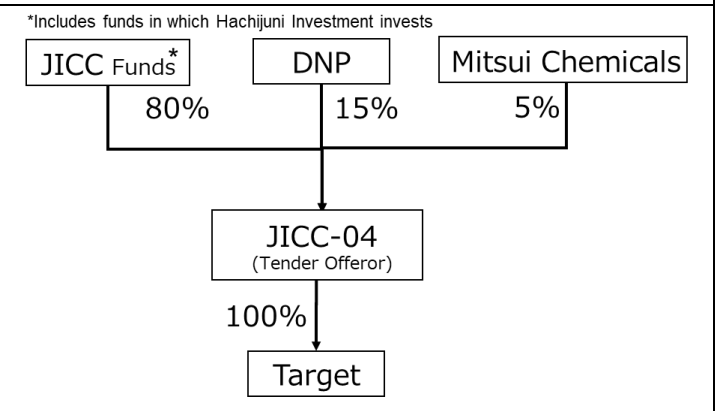 *Includes funds in which Hachijuni Investment invests
JICC Funds*
DNP
Mitsui Chemicals
80%
15%
5%
JICC-04
(Tender Offeror)
100%
Target